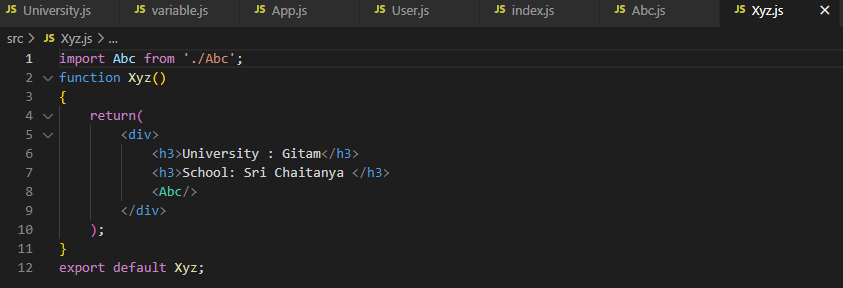 JS University.js JS variable.js JS App.js JS User.js JS index.js JS Abc.js JS Xyz.js ×
src > JS Xyz.js > ...
1 import Abc from './Abc';
2 function Xyz()
3 {
4     return(
5         <div>
6             <h3>University : Gitam</h3>
7             <h3>School: Sri Chaitanya </h3>
8             <Abc/>
9         </div>
10     );
11 }
12 export default Xyz;